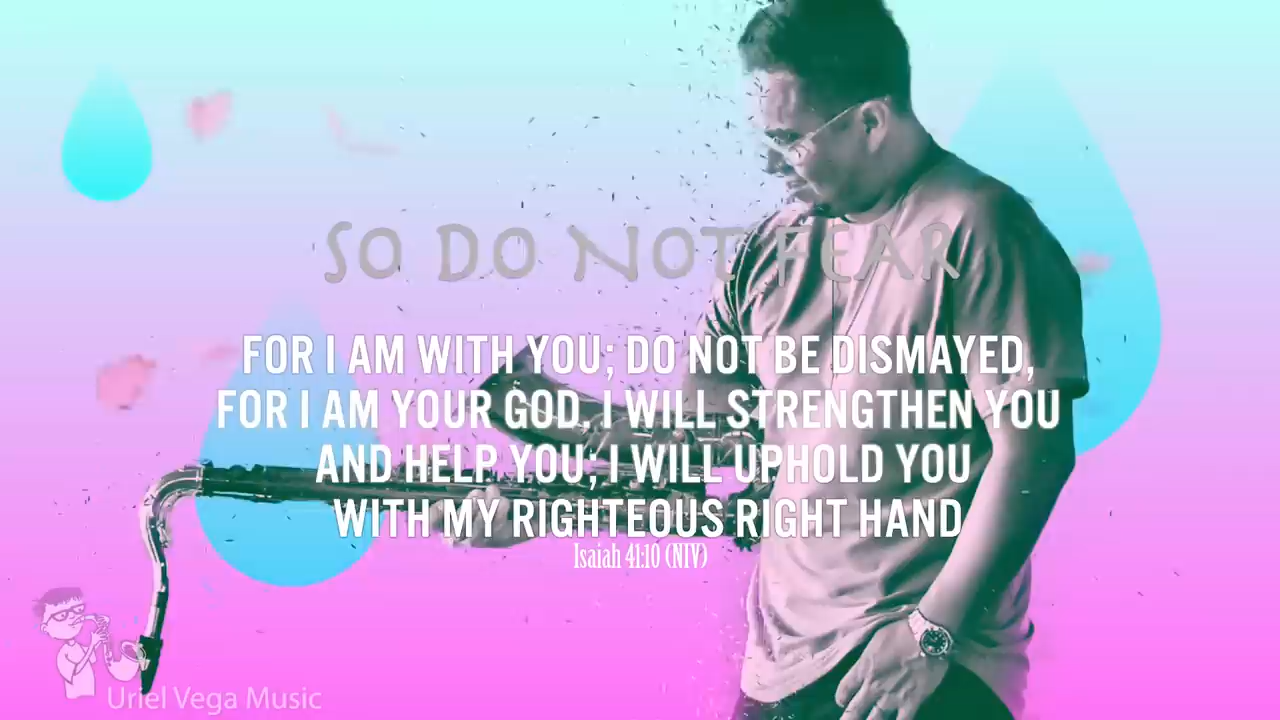 SO DO NOT FEAR
FOR I AM WITH YOU; DO NOT BE DISMAYED,
FOR I AM YOUR GOD. I WILL STRENGTHEN YOU
AND HELP YOU; I WILL UPHOLD YOU
WITH MY RIGHTEOUS RIGHT HAND
Isaiah 41:10 (NIV)
Uriel Vega Music